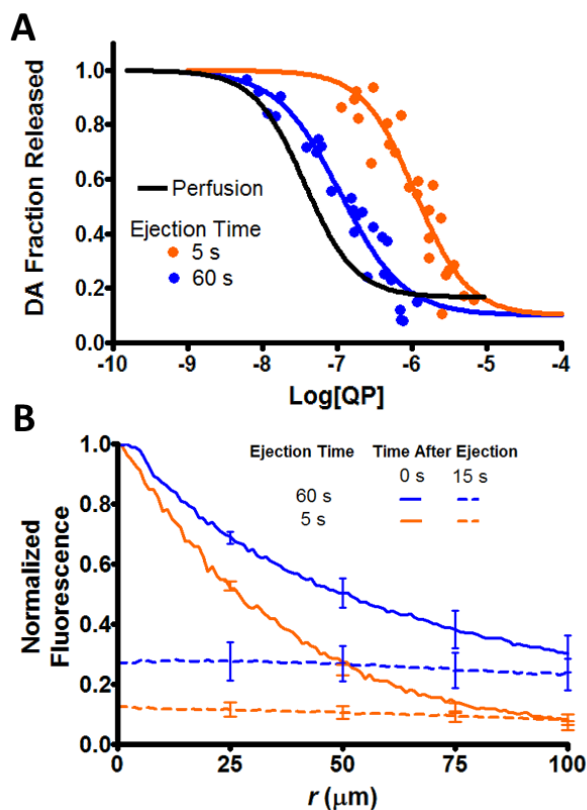 A
DA Fraction Released
1.0
0.8
0.6
0.4
0.2
0.0
Perfusion
Ejection Time
5 s
60 s
-10 -9 -8 -7 -6 -5 -4
Log[QP]
B
Normalized
Fluorescence
1.0
0.8
0.6
0.4
0.2
0.0
Ejection Time Time After Ejection
0 s 15 s
60 s
5 s
0 25 50 75 100
r (μm)